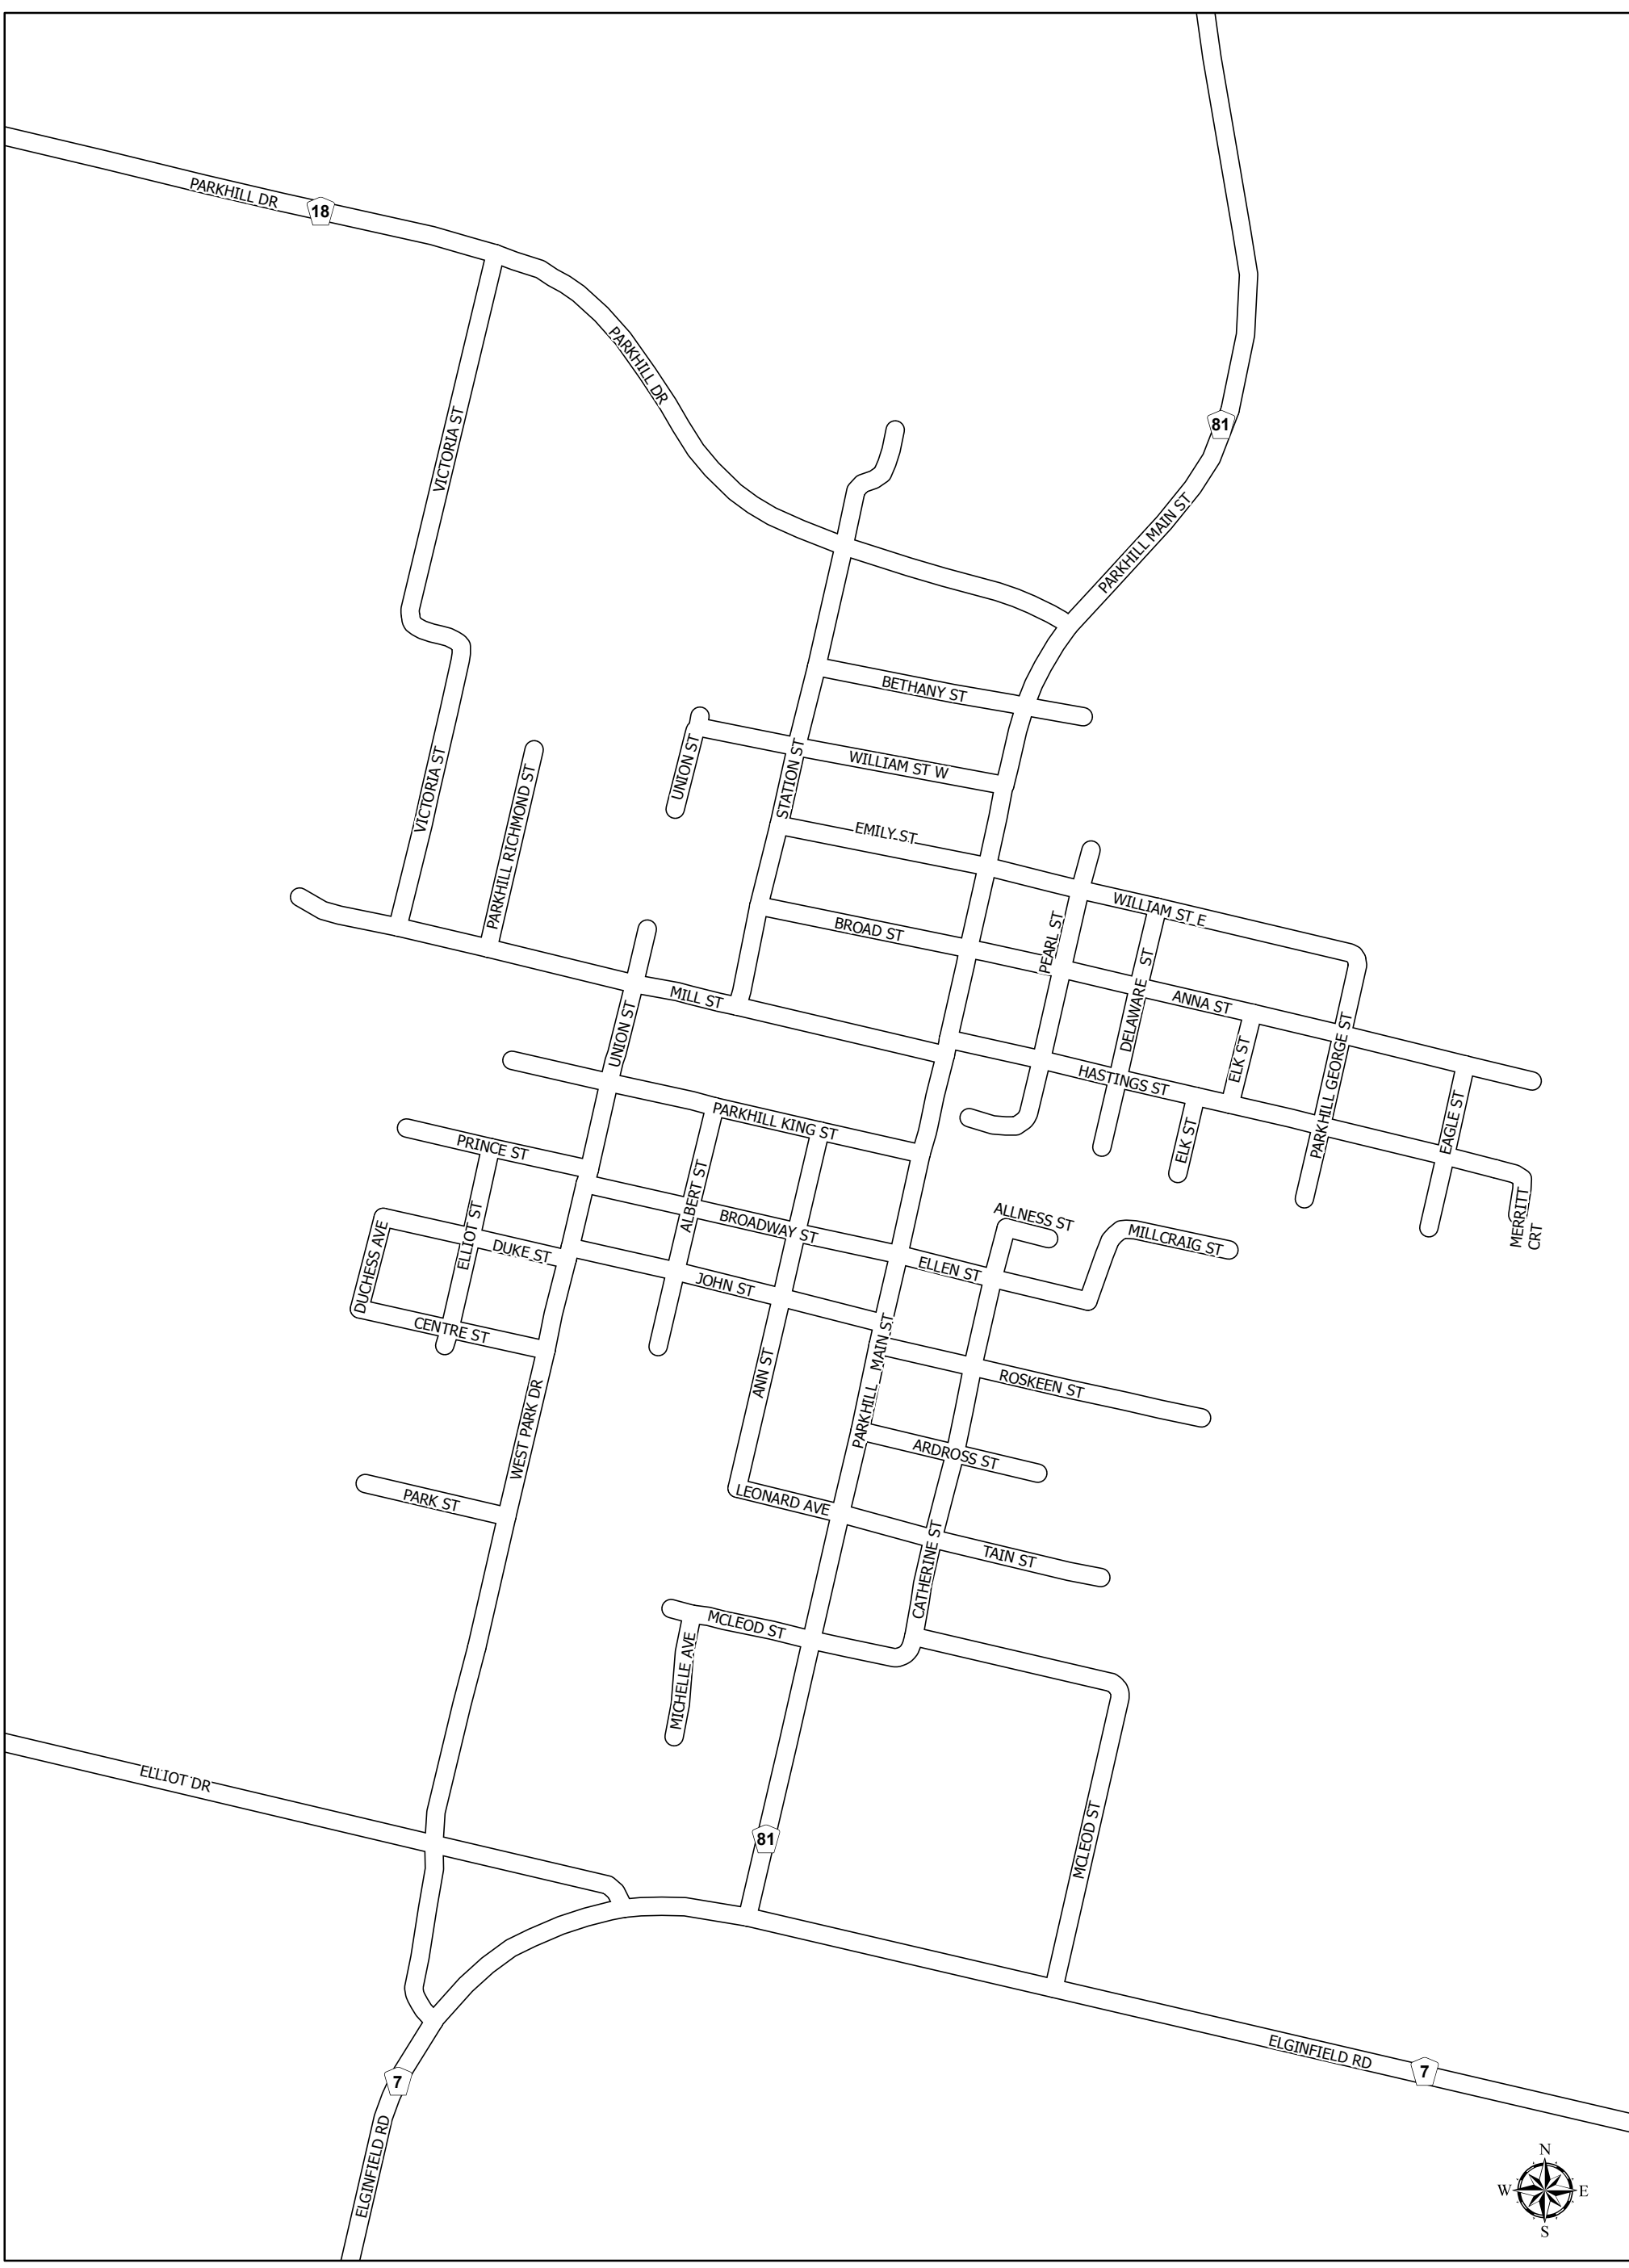 PARKHILL DR
18
PARKHILL DR
VICTORIA ST
81
PARKHILL MAIN ST
BETHANY ST
UNION ST
STATION ST
WILLIAM ST W
VICTORIA ST
PARKHILL RICHMOND ST
EMILY ST
WILLIAM ST E
BROAD ST
PEARL ST
MILL ST
DELAWARE ST
ANNA ST
UNION ST
ELK ST
PARKHILL GEORGE ST
HASTINGS ST
PARKHILL KING ST
EAGLE ST
ELK ST
PRINCE ST
ALBERT ST
MERRITT
CRT
ELLIOT ST
BROADWAY ST
ALLNESS ST
MILLCRAIG ST
DUCHESS AVE
DUKE ST
ELLEN ST
JOHN ST
CENTRE ST
PARKHILL MAIN ST
ANN ST
ROSKEEN ST
WEST PARK DR
ARDROSS ST
PARK ST
LEONARD AVE
TAIN ST
CATHERINE ST
MCLEOD ST
MICHELLE AVE
ELLIOT DR
81
MCLEOD ST
ELGINFIELD RD
7
7
ELGINFIELD RD
N
W
E
S